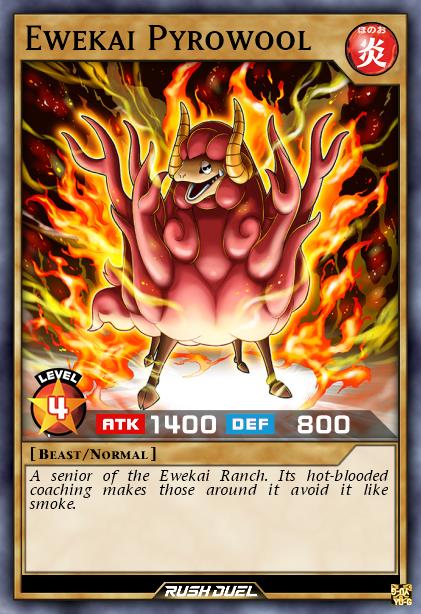 Ewekai Pyrowool
ほのお
炎
LEVEL
4
ATK 1400 DEF 800
[Beast/Normal]
A senior of the Ewekai Ranch. Its hot-blooded
coaching makes those around it avoid it like
smoke.
RUSH DUEL